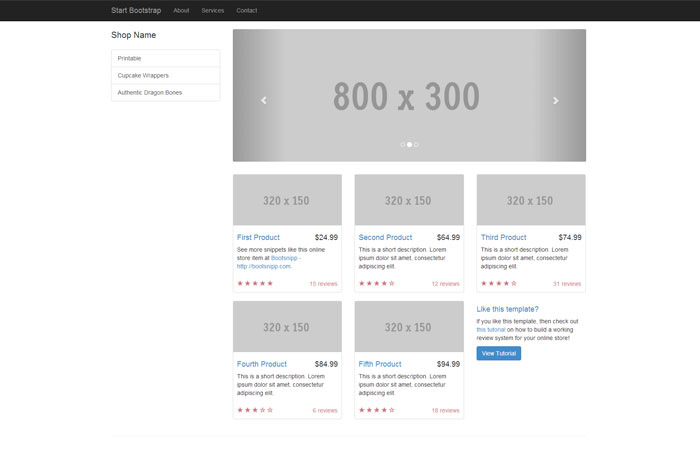 Start Bootstrap About Services Contact
Shop Name
Printable
Cupcake Wrappers
Authentic Dragon Bones
800 x 300
320 x 150
First Product $24.99
See more snippets like this online
store item at Bootsnipp -
http://bootsnipp.com.
15 reviews
320 x 150
Second Product $64.99
This is a short description. Lorem
ipsum dolor sit amet, consectetur
adipiscing elit.
12 reviews
320 x 150
Third Product $74.99
This is a short description. Lorem
ipsum dolor sit amet, consectetur
adipiscing elit.
31 reviews
320 x 150
Fourth Product $84.99
This is a short description. Lorem
ipsum dolor sit amet, consectetur
adipiscing elit.
6 reviews
320 x 150
Fifth Product $94.99
This is a short description. Lorem
ipsum dolor sit amet, consectetur
adipiscing elit.
18 reviews
Like this template?
If you like this template, then check out
this tutorial on how to build a working
review system for your online store!
View Tutorial